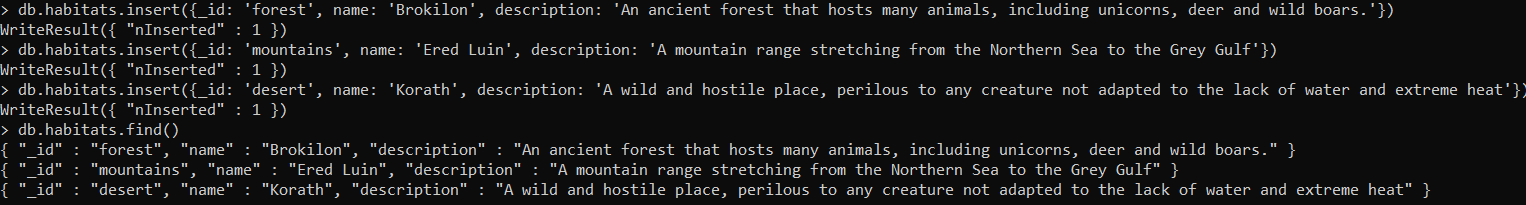 > db.habitats.insert({_id: 'forest', name: 'Brokilon', description: 'An ancient forest that hosts many animals, including unicorns, deer and wild boars.'})
WriteResult({ "nInserted" : 1 })
> db.habitats.insert({_id: 'mountains', name: 'Ered Luin', description: 'A mountain range stretching from the Northern Sea to the Grey Gulf'})
WriteResult({ "nInserted" : 1 })
> db.habitats.insert({_id: 'desert', name: 'Korath', description: 'A wild and hostile place, perilous to any creature not adapted to the lack of water and extreme heat'})
WriteResult({ "nInserted" : 1 })
> db.habitats.find()
{ "_id" : "forest", "name" : "Brokilon", "description" : "An ancient forest that hosts many animals, including unicorns, deer and wild boars." }
{ "_id" : "mountains", "name" : "Ered Luin", "description" : "A mountain range stretching from the Northern Sea to the Grey Gulf" }
{ "_id" : "desert", "name" : "Korath", "description" : "A wild and hostile place, perilous to any creature not adapted to the lack of water and extreme heat" }